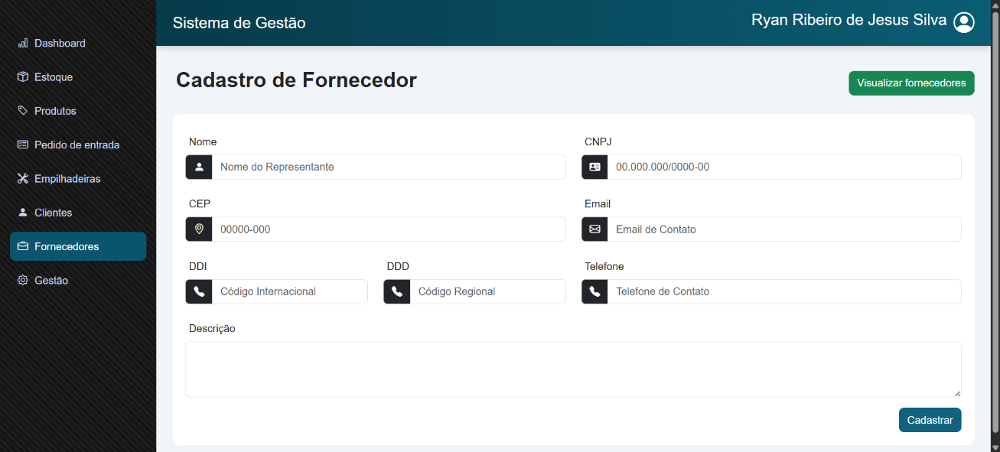 Sistema de Gestão
Ryan Ribeiro de Jesus Silva
Dashboard
Estoque
Produtos
Pedido de entrada
Empilhadeiras
Clientes
Fornecedores
Gestão
Cadastro de Fornecedor
Visualizar fornecedores
Nome
CNPJ
Nome do Representante
00.000.000/0000-00
CEP
Email
00000-000
Email de Contato
DDI
DDD
Telefone
Código Internacional
Código Regional
Telefone de Contato
Descrição
Cadastrar